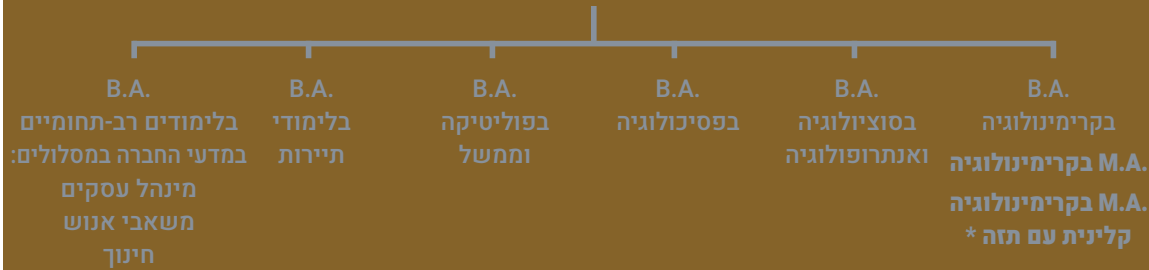 B.A.
בקרימינולוגיה
M.A. בקרימינולוגיה
M.A. בקרימינולוגיה
קלינית עם תזה *
B.A.
בסוציולוגיה
ואנתרופולוגיה
B.A.
בפסיכולוגיה
B.A.
בפוליטיקה
וממשל
B.A.
בלימודי
תיירות
B.A.
בלימודים רב-תחומיים
במדעי החברה במסלולים:
מינהל עסקים
משאבי אנוש
חינוך